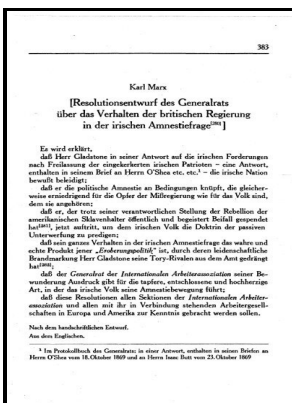 383
Karl Marx
[Resolutionsentwurf des Generalrats
über das Verhalten der britischen Regierung
in der irischen Amnestiefrage[280]]
Es wird erklärt,
daß Herr Gladstone in seiner Antwort auf die irischen Forderungen
nach Freilassung der eingekerkerten irischen Patrioten – eine Antwort,
enthalten in seinem Brief an Herrn O'Shea etc. etc.¹ – die irische Nation
bewußt beleidigt;
daß er die politische Amnestie an Bedingungen knüpft, die gleicher-
weise erniedrigend für die Opfer der Mißregierung wie für das Volk sind,
dem sie angehören;
daß er, der trotz seiner verantwortlichen Stellung der Rebellion der
amerikanischen Sklavenhalter öffentlich und begeistert Beifall gespendet
hat[281], jetzt auftritt, um dem irischen Volk die Doktrin der passiven
Unterwerfung zu predigen;
daß sein ganzes Verhalten in der irischen Amnestiefrage das wahre und
echte Produkt jener „Eroberungspolitik" ist, durch deren leidenschaftliche
Brandmarkung Herr Gladstone seine Tory-Rivalen aus dem Amt gedrängt
hat[282];
daß der Generalrat der Internationalen Arbeiterassoziation seiner Be-
wunderung Ausdruck gibt für die tapfere, entschlossene und hochherzige
Art, in der das irische Volk seine Amnestiebewegung führt;
daß diese Resolutionen allen Sektionen der Internationalen Arbeiter-
assoziation und allen mit ihr in Verbindung stehenden Arbeitergesell-
schaften in Europa und Amerika zur Kenntnis gebracht werden sollen.
Nach dem handschriftlichen Entwurf.
Aus dem Englischen.
¹ Im Protokollbuch des Generalrats: in einer Antwort, enthalten in seinen Briefen an
Herrn O'Shea vom 18. Oktober 1869 und an Herrn Isaac Butt vom 23. Oktober 1869